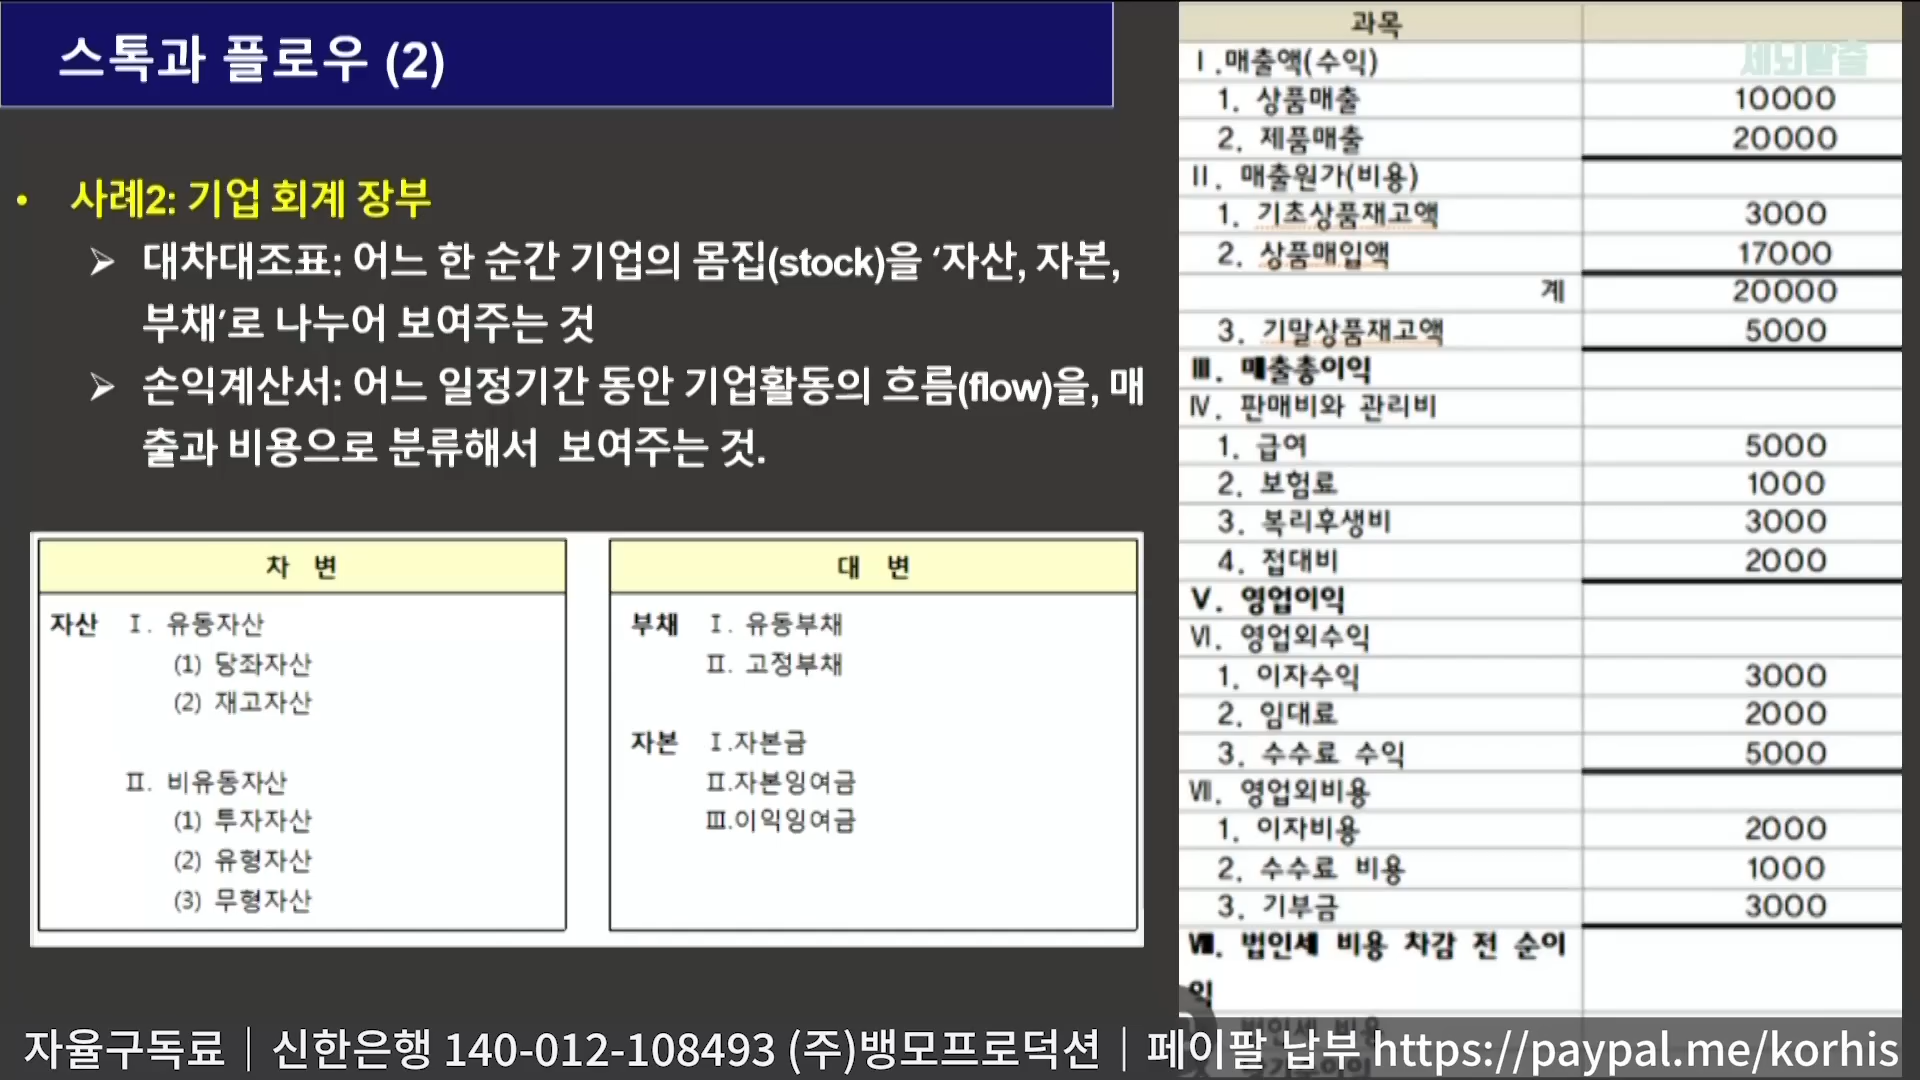 스톡과 플로우 (2)
• 사례2: 기업 회계 장부
➢ 대차대조표: 어느 한 순간 기업의 몸집(stock)을 ‘자산, 자본,
부채’로 나누어 보여주는 것
➢ 손익계산서: 어느 일정기간 동안 기업활동의 흐름(flow)을, 매
출과 비용으로 분류해서 보여주는 것.
차 변
자산 Ⅰ. 유동자산
(1) 당좌자산
(2) 재고자산
Ⅱ. 비유동자산
(1) 투자자산
(2) 유형자산
(3) 무형자산
대 변
부채 Ⅰ. 유동부채
Ⅱ. 고정부채
자본 Ⅰ.자본금
Ⅱ.자본잉여금
Ⅲ.이익잉여금
과목
세뇌탈출
Ⅰ.매출액(수익)
1. 상품매출 10000
2. 제품매출 20000
Ⅱ. 매출원가(비용)
1. 기초상품재고액 3000
2. 상품매입액 17000
계 20000
3. 기말상품재고액 5000
Ⅲ. 매출총이익
Ⅳ. 판매비와 관리비
1. 급여 5000
2. 보험료 1000
3. 복리후생비 3000
4. 접대비 2000
Ⅴ. 영업이익
Ⅵ. 영업외수익
1. 이자수익 3000
2. 임대료 2000
3. 수수료 수익 5000
Ⅶ. 영업외비용
1. 이자비용 2000
2. 수수료 비용 1000
3. 기부금 3000
Ⅷ. 법인세 비용 차감 전 순이
익
자율구독료 | 신한은행 140-012-108493 (주)뱅모프로덕션 | 페이팔 납부 https://paypal.me/korhis